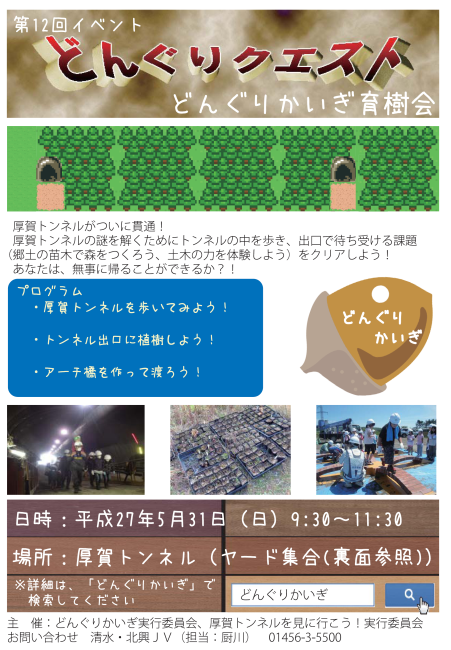 第12回イベント
どんぐりクエスト
どんぐりかいぎ育樹会
厚賀トンネルがついに貫通！
厚賀トンネルの謎を解くためにトンネルの中を歩き、出口で待ち受ける課題
（郷土の苗木で森をつくろう、土木の力を体験しよう）をクリアしよう！
あなたは、無事に帰ることができるか？！
プログラム
・厚賀トンネルを歩いてみよう！
・トンネル出口に植樹しよう！
・アーチ橋を作って渡ろう！
どんぐり
かいぎ
日時：平成27年5月31日（日）9:30～11:30
場所：厚賀トンネル（ヤード集合(裏面参照)）
※詳細は、「どんぐりかいぎ」で
検索してください
どんぐりかいぎ
主　催：どんぐりかいぎ実行委員会、厚賀トンネルを見に行こう！実行委員会
お問い合わせ　清水・北興ＪＶ（担当：厨川）　01456-3-5500